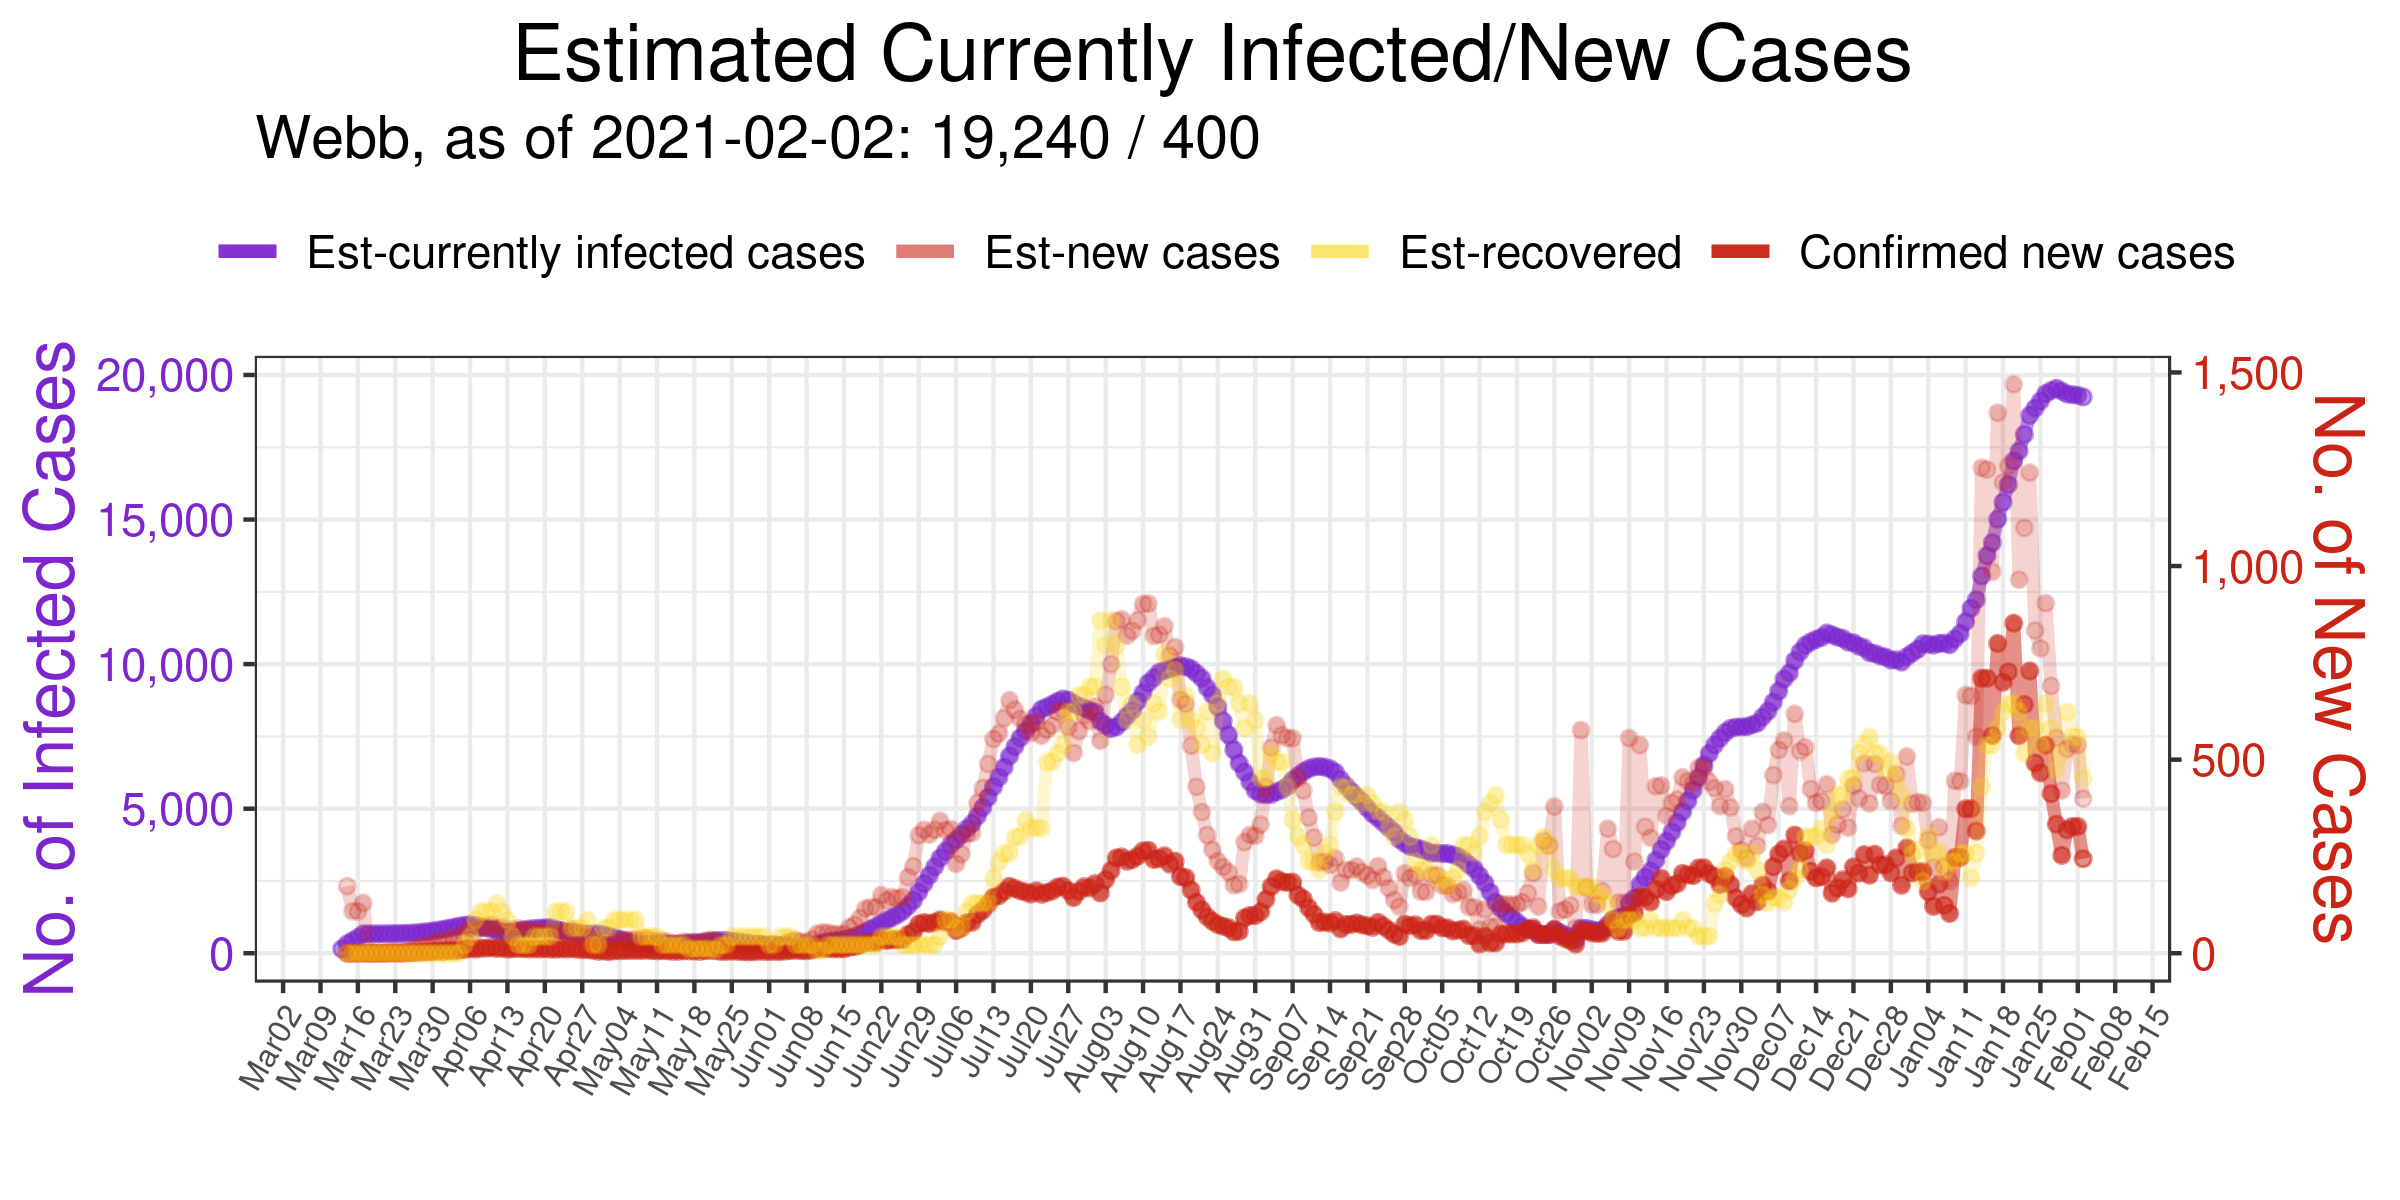 Estimated Currently Infected/New Cases
Webb, as of 2021-02-02: 19,240 / 400
Est-currently infected cases Est-new cases Est-recovered Confirmed new cases
No. of Infected Cases
20,000
15,000
10,000
5,000
0
1,500
1,000
500
0
No. of New Cases
Mar02 Mar09 Mar16 Mar23 Mar30 Apr06 Apr13 Apr20 Apr27 May04 May11 May18 May25 Jun01 Jun08 Jun15 Jun22 Jun29 Jul06 Jul13 Jul20 Jul27 Aug03 Aug10 Aug17 Aug24 Aug31 Sep07 Sep14 Sep21 Sep28 Oct05 Oct12 Oct19 Oct26 Nov02 Nov09 Nov16 Nov23 Nov30 Dec07 Dec14 Dec21 Dec28 Jan04 Jan11 Jan18 Jan25 Feb01 Feb08 Feb15